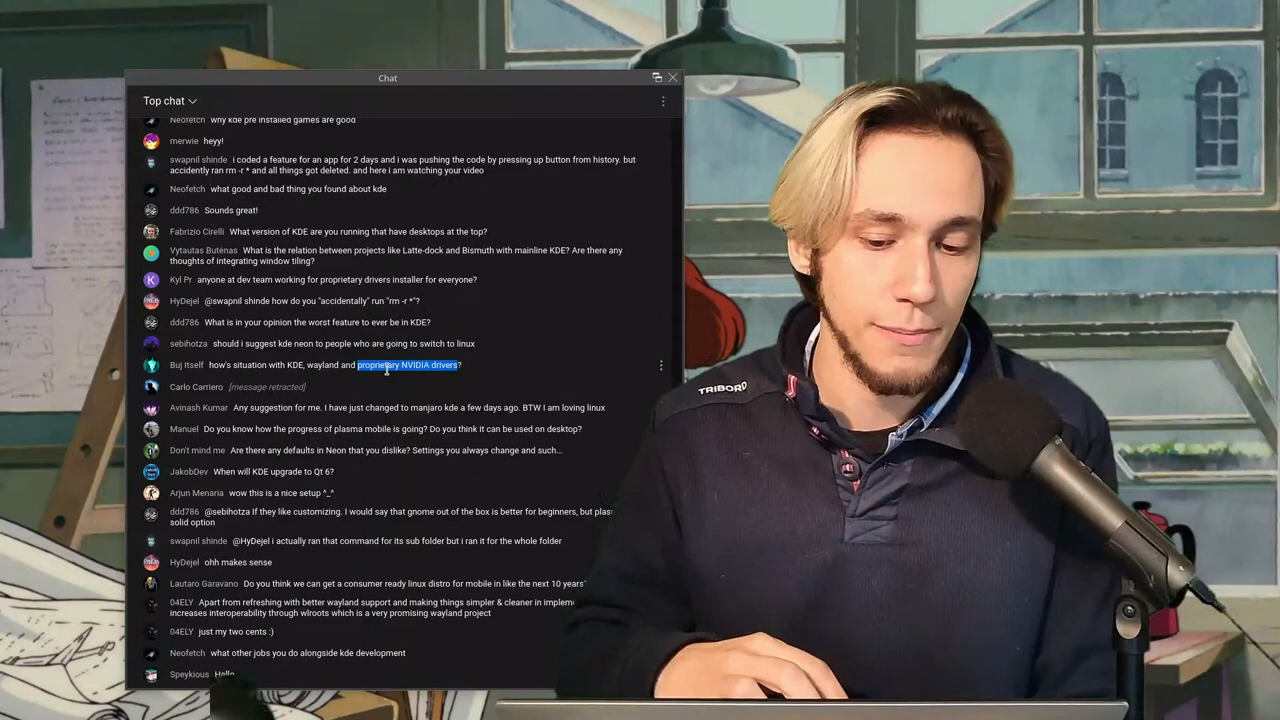 Chat
Top chat
Neofetch why kde pre installed games are good
merwie heyy!
swapnil shinde i coded a feature for an app for 2 days and i was pushing the code by pressing up button from history. but
accidently ran rm -r * and all things got deleted. and here i am watching your video
Neofetch what good and bad thing you found about kde
ddd786 Sounds great!
Fabrizio Cirelli What version of KDE are you running that have desktops at the top?
Vytautas Butėnas What is the relation between projects like Latte-dock and Bismuth with mainline KDE? Are there any
thoughts of integrating window tiling?
K Kyl Pr anyone at dev team working for proprietary drivers installer for everyone?
HyDejel @swapnil shinde how do you "accidentally" run "rm -r *"?
ddd786 What is in your opinion the worst feature to ever be in KDE?
sebihotza should i suggest kde neon to people who are going to switch to linux
Buj Itself how's situation with KDE, wayland and proprietary NVIDIA drivers?
Carlo Carriero [message retracted]
Avinash Kumar Any suggestion for me. I have just changed to manjaro kde a few days ago. BTW I am loving linux
Manuel Do you know how the progress of plasma mobile is going? Do you think it can be used on desktop?
Don't mind me Are there any defaults in Neon that you dislike? Settings you always change and such...
JakobDev When will KDE upgrade to Qt 6?
Arjun Menaria wow this is a nice setup ^_^
ddd786 @sebihotza If they like customizing. I would say that gnome out of the box is better for beginners, but plas
solid option
swapnil shinde @HyDejel i actually ran that command for its sub folder but i ran it for the whole folder
HyDejel ohh makes sense
Lautaro Garavano Do you think we can get a consumer ready linux distro for mobile in like the next 10 years
04ELY Apart from refreshing with better wayland support and making things simpler & cleaner in implem
increases interoperability through wlroots which is a very promising wayland project
04ELY just my two cents :)
Neofetch what other jobs you do alongside kde development
Speykious Hello
TRIBORD